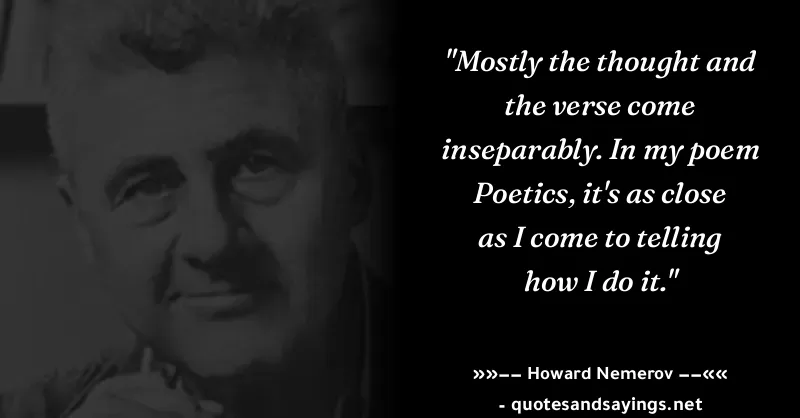 "Mostly the thought and
the verse come
inseparably. In my poem
Poetics, it's as close
as I come to telling
how I do it."
»»−− Howard Nemerov −−««
- quotesandsayings.net